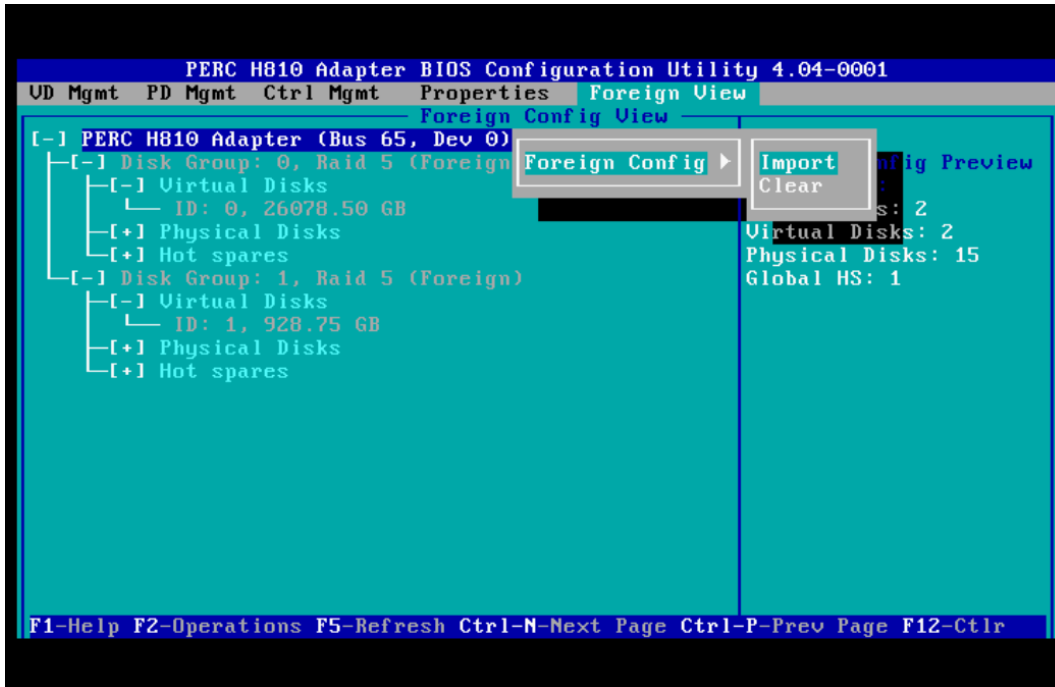 PERC H810 Adapter BIOS Configuration Utility 4.04-0001
VD Mgmt PD Mgmt Ctrl Mgmt Properties Foreign View
Foreign Config View
[-] PERC H810 Adapter (Bus 65, Dev 0)
[-] Disk Group: 0, Raid 5 (Foreign
[-] Virtual Disks
ID: 0, 26078.50 GB
[+] Physical Disks
[+] Hot spares
[-] Disk Group: 1, Raid 5 (Foreign)
[-] Virtual Disks
ID: 1, 928.75 GB
[+] Physical Disks
[+] Hot spares
Foreign Config
Import
Clear
fig Preview
:
s: 2
Virtual Disks: 2
Physical Disks: 15
Global HS: 1
F1-Help F2-Operations F5-Refresh Ctrl-N-Next Page Ctrl-P-Prev Page F12-Ctlr